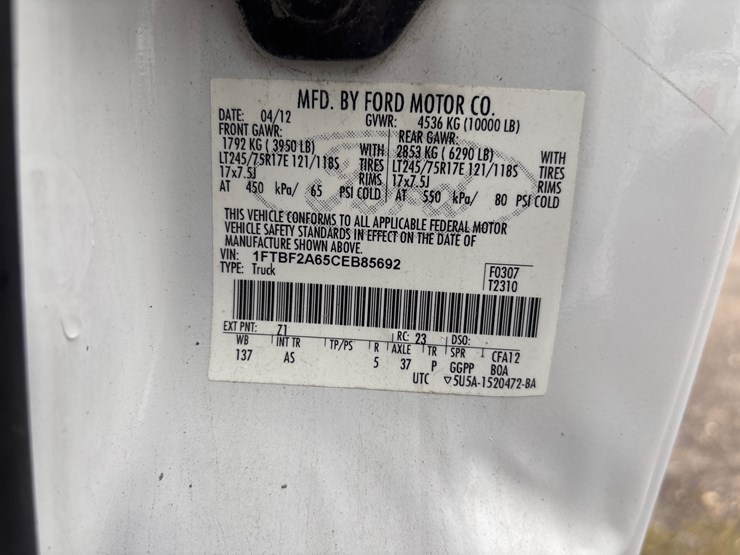 MFD. BY FORD MOTOR CO.
DATE: 04/12 GVWR: 4536 KG (10000 LB)
FRONT GAWR: REAR GAWR:
1792 KG ( 3950 LB) WITH 2853 KG ( 6290 LB) WITH
LT245/75R17E 121/118S TIRES LT245/75R17E 121/118S TIRES
17x7.5J RIMS 17x7.5J RIMS
AT 450 kPa/ 65 PSI COLD AT 550 kPa/ 80 PSI COLD
THIS VEHICLE CONFORMS TO ALL APPLICABLE FEDERAL MOTOR
VEHICLE SAFETY STANDARDS IN EFFECT ON THE DATE OF
MANUFACTURE SHOWN ABOVE.
VIN: 1FTBF2A65CEB85692
TYPE: Truck
F0307
T2310
EXT PNT: Z1 RC: 23 DSO:
WB INT TR TP/PS R AXLE TR SPR CFA12
137 AS 5 37 P GGPP BOA
UTC ▽5U5A-1520472-BA